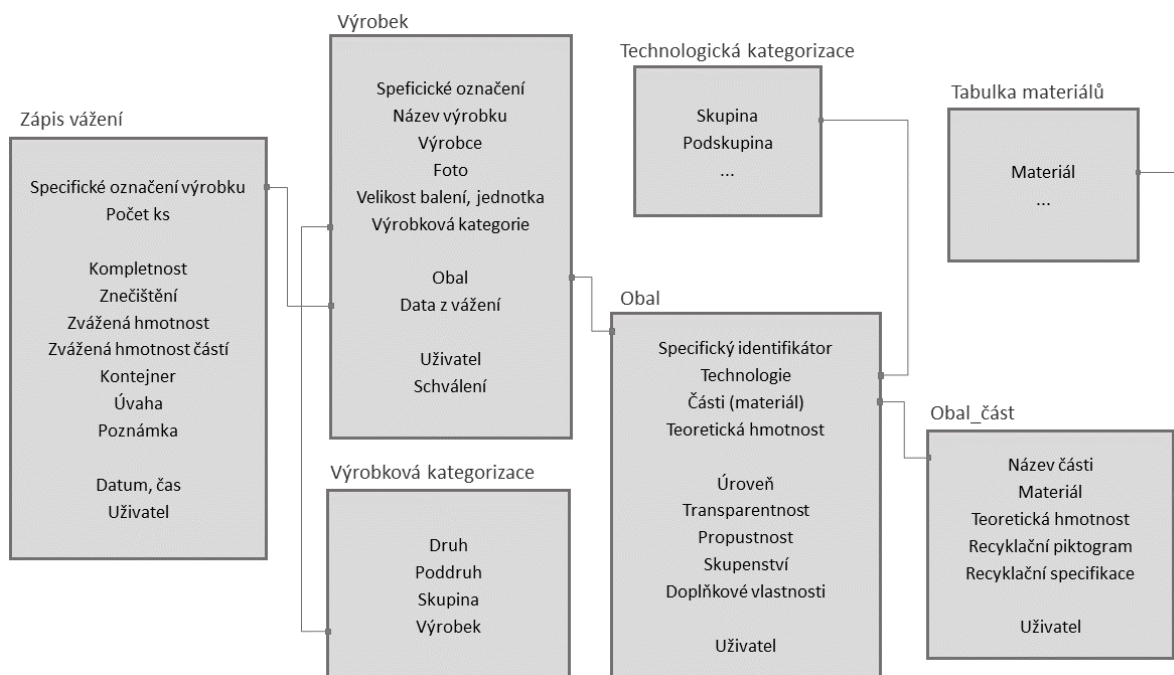 Zápis vážení
Specifické označení výrobku
Počet ks
Kompletnost
Znečištění
Zvážená hmotnost
Zvážená hmotnost částí
Kontejner
Úvaha
Poznámka
Datum, čas
Uživatel
Výrobek
Speficické označení
Název výrobku
Výrobce
Foto
Velikost balení, jednotka
Výrobková kategorie
Obal
Data z vážení
Uživatel
Schválení
Výrobková kategorizace
Druh
Poddruh
Skupina
Výrobek
Technologická kategorizace
Skupina
Podskupina
...
Obal
Specifický identifikátor
Technologie
Části (materiál)
Teoretická hmotnost
Úroveň
Transparentnost
Propustnost
Skupenství
Doplňkové vlastnosti
Uživatel
Tabulka materiálů
Materiál
...
Obal_část
Název části
Materiál
Teoretická hmotnost
Recyklační piktogram
Recyklační specifikace
Uživatel